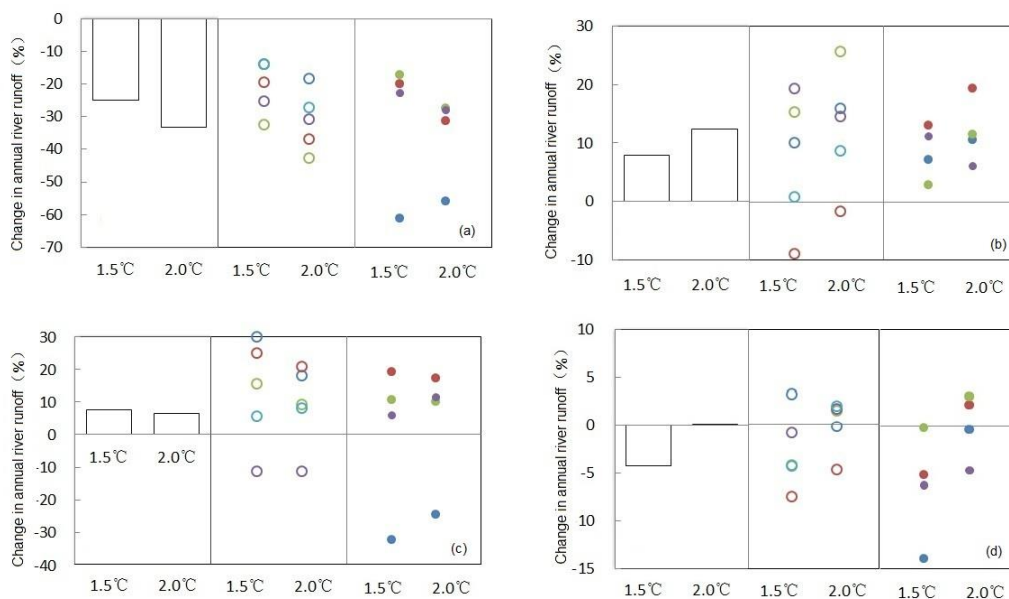 Change in annual river runoff（%）
0
-10
-20
-30
-40
-50
-60
-70
(a)
1.5℃ 2.0℃ 1.5℃ 2.0℃ 1.5℃ 2.0℃
Change in annual river runoff（%）
30
20
10
0
-10
(b)
1.5℃ 2.0℃ 1.5℃ 2.0℃ 1.5℃ 2.0℃
Change in annual river runoff（%）
30
20
10
0
-10
-20
-30
-40
1.5℃ 2.0℃
(c)
1.5℃ 2.0℃ 1.5℃ 2.0℃ 1.5℃ 2.0℃
Change in annual river runoff（%）
10
5
0
-5
10
-15
(d)
1.5℃ 2.0℃ 1.5℃ 2.0℃ 1.5℃ 2.0℃